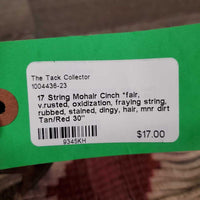 The Tack Collector
1004436-23
17 String Mohair Cinch *fair,
v.rusted, oxidization, fraying string,
rubbed, stained, dingy, hair, mnr dirt
Tan/Red 30"
9345KH
$17.00